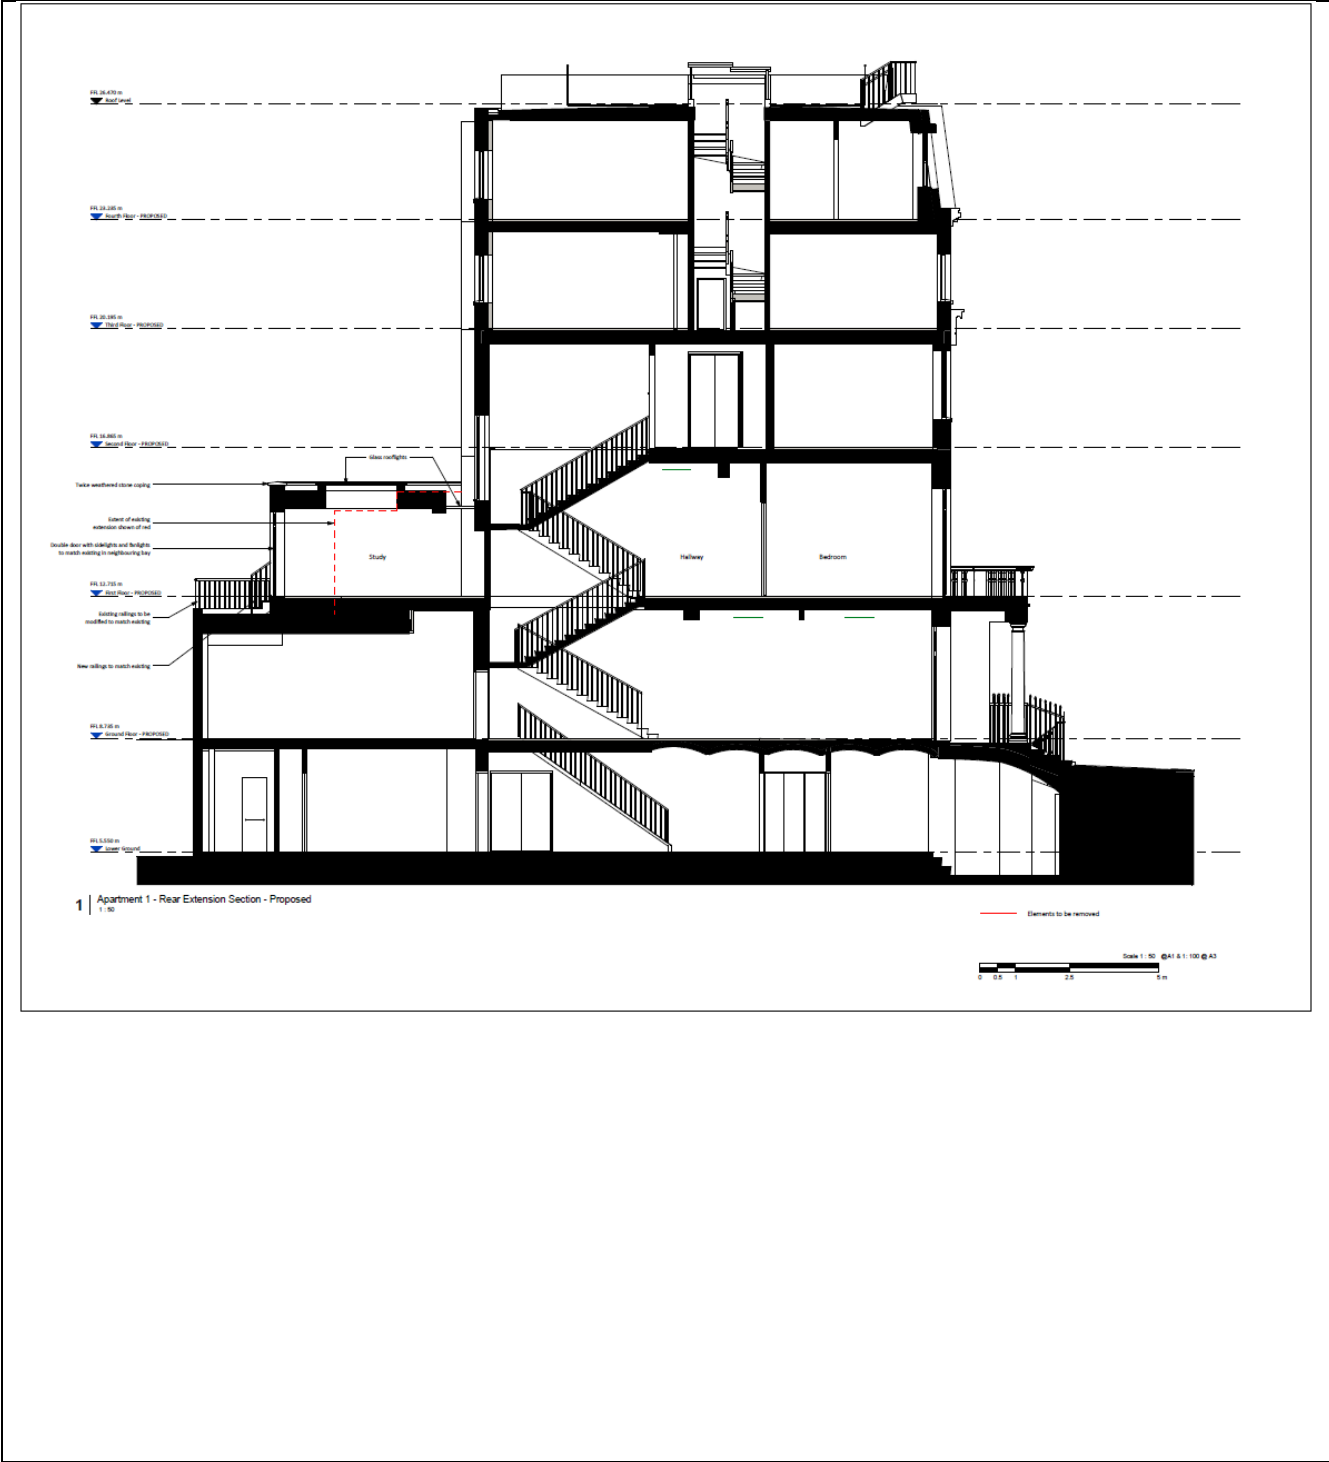 FFL 26.470 m
Roof Level
FFL 23.235 m
Fourth Floor - PROPOSED
FFL 20.195 m
Third Floor - PROPOSED
FFL 16.865 m
Second Floor - PROPOSED
Glass rooflights
Twice weathered stone coping
Extent of existing
extension shown of red
Double door with sidelights and fanlights
to match existing in neighbouring bay
Study
Hallway
Bedroom
FFL 12.715 m
First Floor - PROPOSED
Existing railings to be
modified to match existing
New railings to match existing
FFL 8.745 m
Ground Floor - PROPOSED
FFL 5.550 m
Lower Ground
1
Apartment 1 - Rear Extension Section - Proposed
1 : 50
Elements to be removed
Scale 1 : 50 @A1 & 1: 100 @ A3
0 0.5 1 2.5 5 m